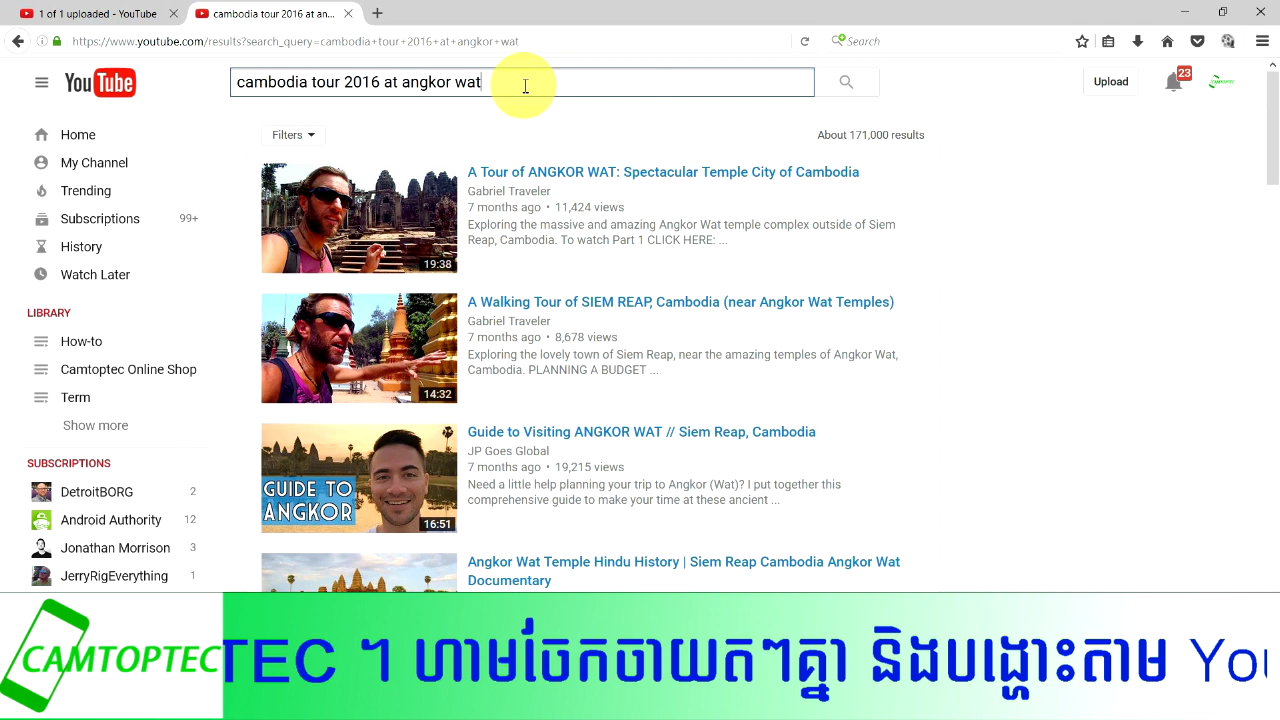 1 of 1 uploaded - YouTube
cambodia tour 2016 at angkor
https://www.youtube.com/results?search_query=cambodia+tour+2016+at+angkor+wat
Search
YouTube
cambodia tour 2016 at angkor wat
Upload
23
Home
My Channel
Trending
Subscriptions 99+
History
Watch Later
LIBRARY
How-to
Camtoptec Online Shop
Term
Show more
SUBSCRIPTIONS
DetroitBORG 2
Android Authority 12
Jonathan Morrison 3
JerryRigEverything 1
Filters
About 171,000 results
A Tour of ANGKOR WAT: Spectacular Temple City of Cambodia
Gabriel Traveler
7 months ago • 11,424 views
Exploring the massive and amazing Angkor Wat temple complex outside of Siem
Reap, Cambodia. To watch Part 1 CLICK HERE: ...
19:38
A Walking Tour of SIEM REAP, Cambodia (near Angkor Wat Temples)
Gabriel Traveler
7 months ago • 8,678 views
Exploring the lovely town of Siem Reap, near the amazing temples of Angkor Wat,
Cambodia. PLANNING A BUDGET ...
14:32
Guide to Visiting ANGKOR WAT // Siem Reap, Cambodia
JP Goes Global
7 months ago • 19,215 views
Need a little help planning your trip to Angkor (Wat)? I put together this
comprehensive guide to make your time at these ancient ...
GUIDE TO
ANGKOR
16:51
Angkor Wat Temple Hindu History | Siem Reap Cambodia Angkor Wat
Documentary
CAMTOPTEC
TEC ។ ហាមចែកចាយតៗគ្នា និងបង្ហោះតាម You